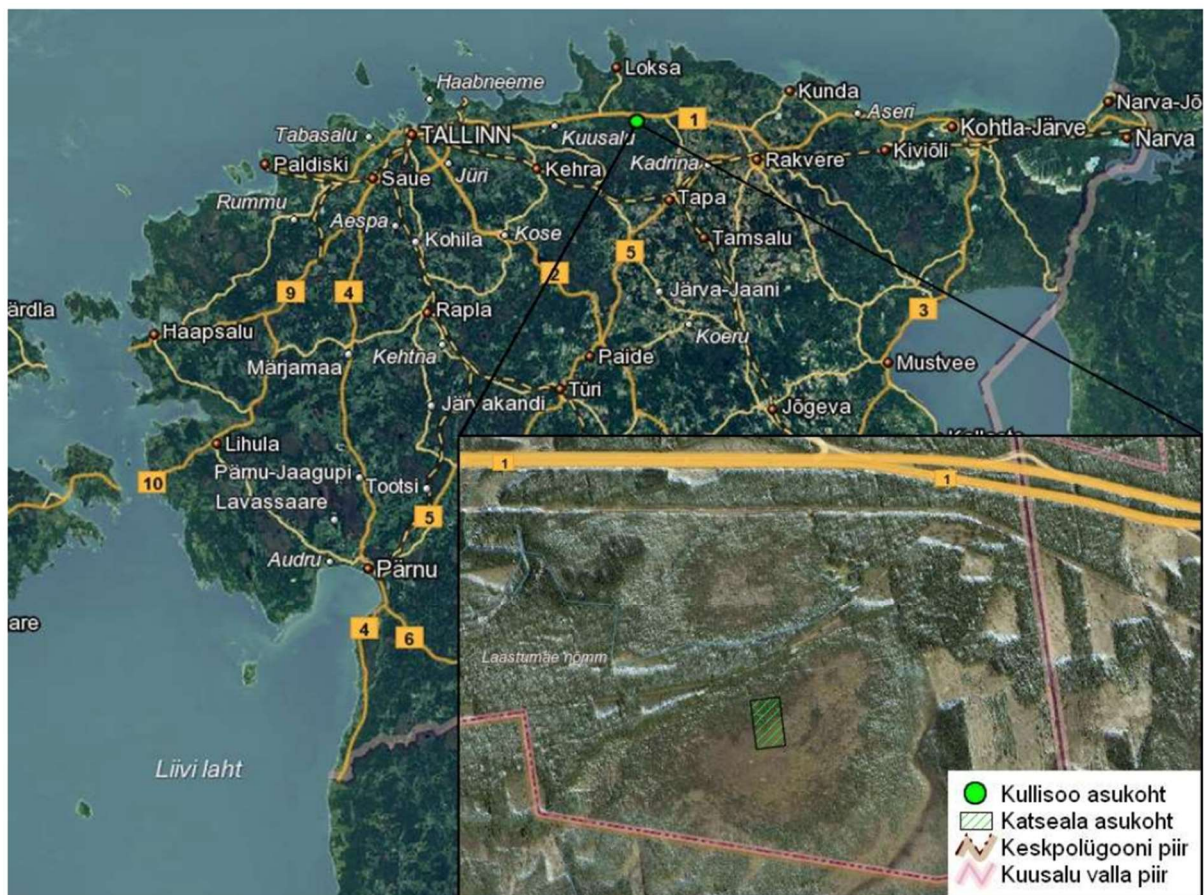 Loksa
Haabneeme
Kunda
Aseri
Narva-Jõ
1
Kohtla-Järve
Tabasalu
TALLINN
Kuusalu
Narva
Paldiski
Saue
Jüri
Kehra
Kadrina
Rakvere
Kiviõli
Rummu
Tapa
Aespa
Kohila
Kose
Tamsalu
5
2
9
4
Järva-Jaani
ärdla
Rapla
3
Haapsalu
Koeru
Märjamaa
Kehtna
Paide
Mustvee
Türi
Järvakandi
Jõgeva
Lihula
Pärnu-Jaagupi
10
Tootsi
Lavassaare
5
1
1
Audru
Pärnu
are
4
6
Laastumäe nõmm
Liivi laht
Kullisoo asukoht
Katseala asukoht
Keskpolügooni piir
Kuusalu valla piir